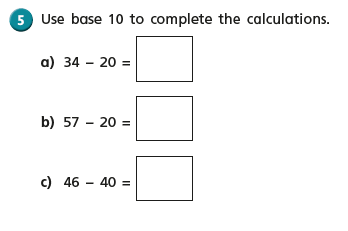 5 Use base 10 to complete the calculations.
a) 34 – 20 =
b) 57 – 20 =
c) 46 – 40 =